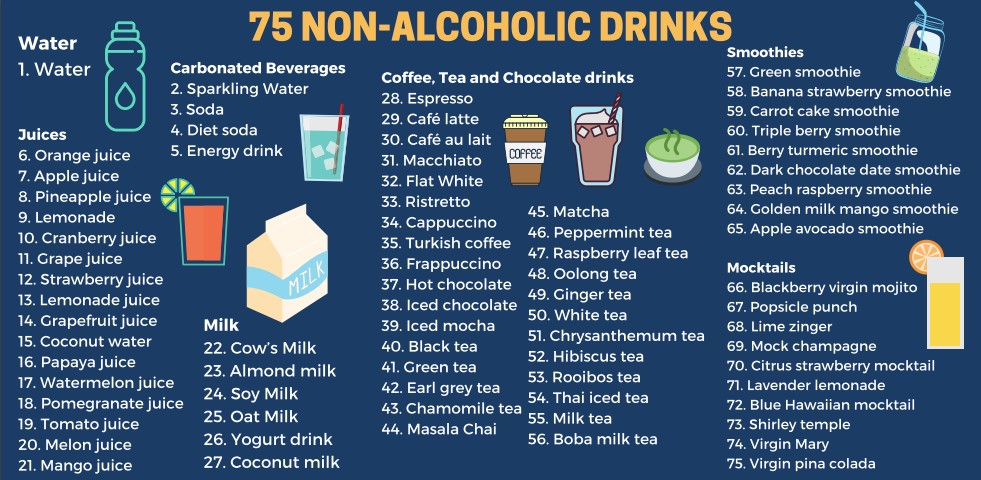 75 NON-ALCOHOLIC DRINKS
Water
1. Water
Carbonated Beverages
2. Sparkling Water
3. Soda
4. Diet soda
5. Energy drink
Juices
6. Orange juice
7. Apple juice
8. Pineapple juice
9. Lemonade
10. Cranberry juice
11. Grape juice
12. Strawberry juice
13. Lemonade juice
14. Grapefruit juice
15. Coconut water
16. Papaya juice
17. Watermelon juice
18. Pomegranate juice
19. Tomato juice
20. Melon juice
21. Mango juice
MILK
Milk
22. Cow's Milk
23. Almond milk
24. Soy Milk
25. Oat Milk
26. Yogurt drink
27. Coconut milk
Coffee, Tea and Chocolate drinks
28. Espresso
29. Café latte
30. Café au lait
31. Macchiato
32. Flat White
33. Ristretto
34. Cappuccino
35. Turkish coffee
36. Frappuccino
37. Hot chocolate
38. Iced chocolate
39. Iced mocha
40. Black tea
41. Green tea
42. Earl grey tea
43. Chamomile tea
44. Masala Chai
COFFEE
45. Matcha
46. Peppermint tea
47. Raspberry leaf tea
48. Oolong tea
49. Ginger tea
50. White tea
51. Chrysanthemum tea
52. Hibiscus tea
53. Rooibos tea
54. Thai iced tea
55. Milk tea
56. Boba milk tea
Smoothies
57. Green smoothie
58. Banana strawberry smoothie
59. Carrot cake smoothie
60. Triple berry smoothie
61. Berry turmeric smoothie
62. Dark chocolate date smoothie
63. Peach raspberry smoothie
64. Golden milk mango smoothie
65. Apple avocado smoothie
Mocktails
66. Blackberry virgin mojito
67. Popsicle punch
68. Lime zinger
69. Mock champagne
70. Citrus strawberry mocktail
71. Lavender lemonade
72. Blue Hawaiian mocktail
73. Shirley temple
74. Virgin Mary
75. Virgin pina colada